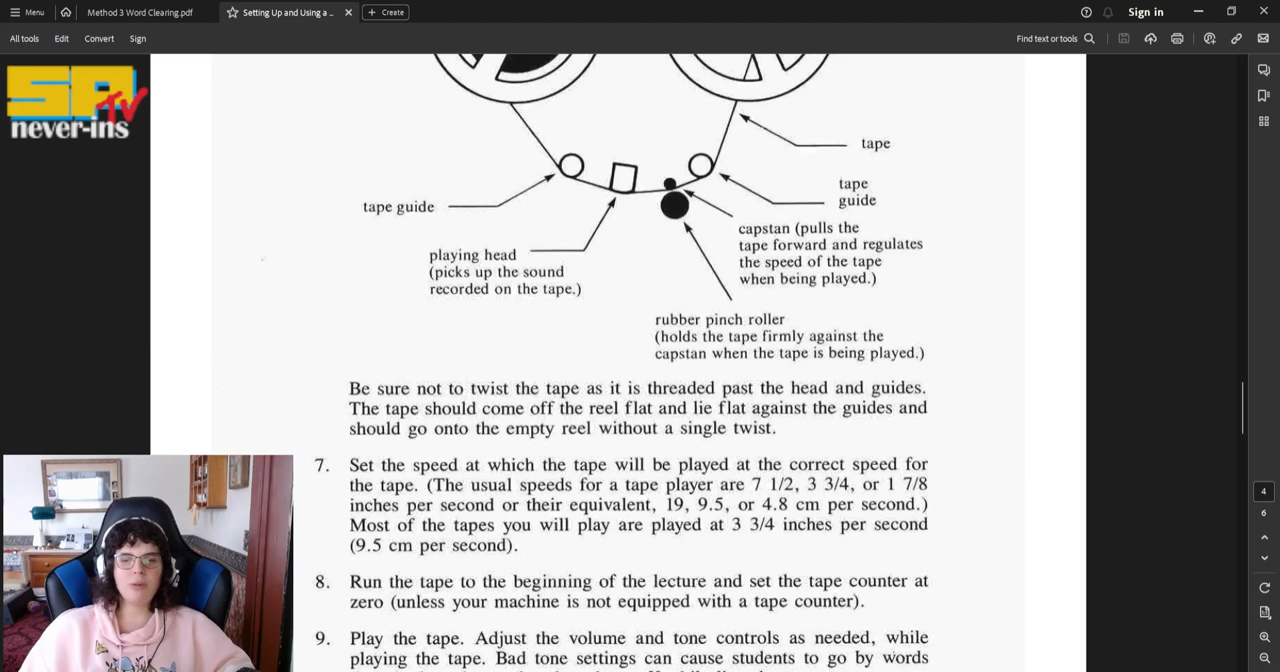 Menu
Method 3 Word Clearing.pdf
Setting Up and Using a ..
Create
Sign in
All tools
Edit
Convert
Sign
Find text or tools
SP TV
never-ins
tape
tape
guide
tape guide
capstan (pulls the
tape forward and regulates
the speed of the tape
when being played.)
playing head
(picks up the sound
recorded on the tape.)
rubber pinch roller
(holds the tape firmly against the
capstan when the tape is being played.)
Be sure not to twist the tape as it is threaded past the head and guides.
The tape should come off the reel flat and lie flat against the guides and
should go onto the empty reel without a single twist.
7. Set the speed at which the tape will be played at the correct speed for
the tape. (The usual speeds for a tape player are 7 1/2, 3 3/4, or 1 7/8
inches per second or their equivalent, 19, 9.5, or 4.8 cm per second.)
Most of the tapes you will play are played at 3 3/4 inches per second
(9.5 cm per second).
8. Run the tape to the beginning of the lecture and set the tape counter at
zero (unless your machine is not equipped with a tape counter).
9. Play the tape. Adjust the volume and tone controls as needed, while
playing the tape. Bad tone settings can cause students to go by words
4
6